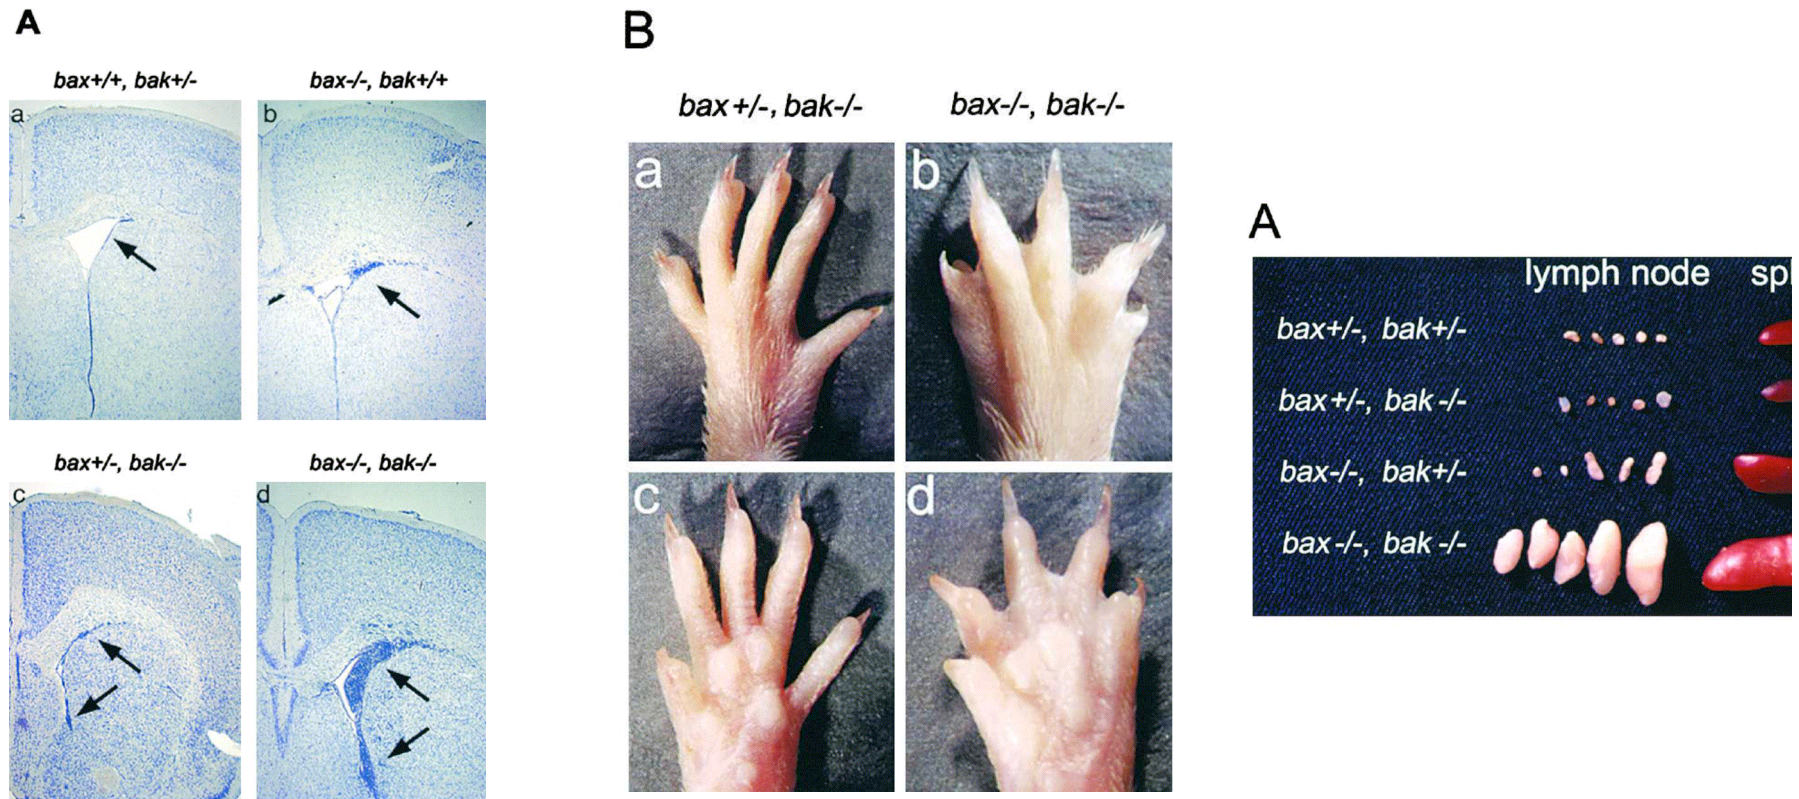 A
bax+/+, bak+/-
bax-/-, bak+/+
a
b
bax+/-, bak-/-
bax-/-, bak-/-
c
d
B
bax+/-, bak-/-
bax-/-, bak-/-
a
b
c
d
A
lymph node
spl
bax+/-, bak+/-
bax+/-, bak-/-
bax-/-, bak+/-
bax-/-, bak-/-